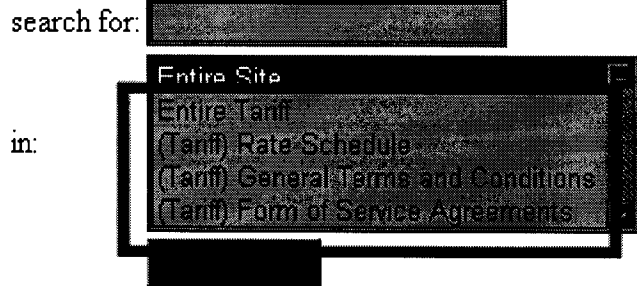 search for:
Entire Site
in:
Entire Tariff
(Tariff) Rate Schedule
(Tariff) General Terms and Conditions
(Tariff) Form of Service Agreements